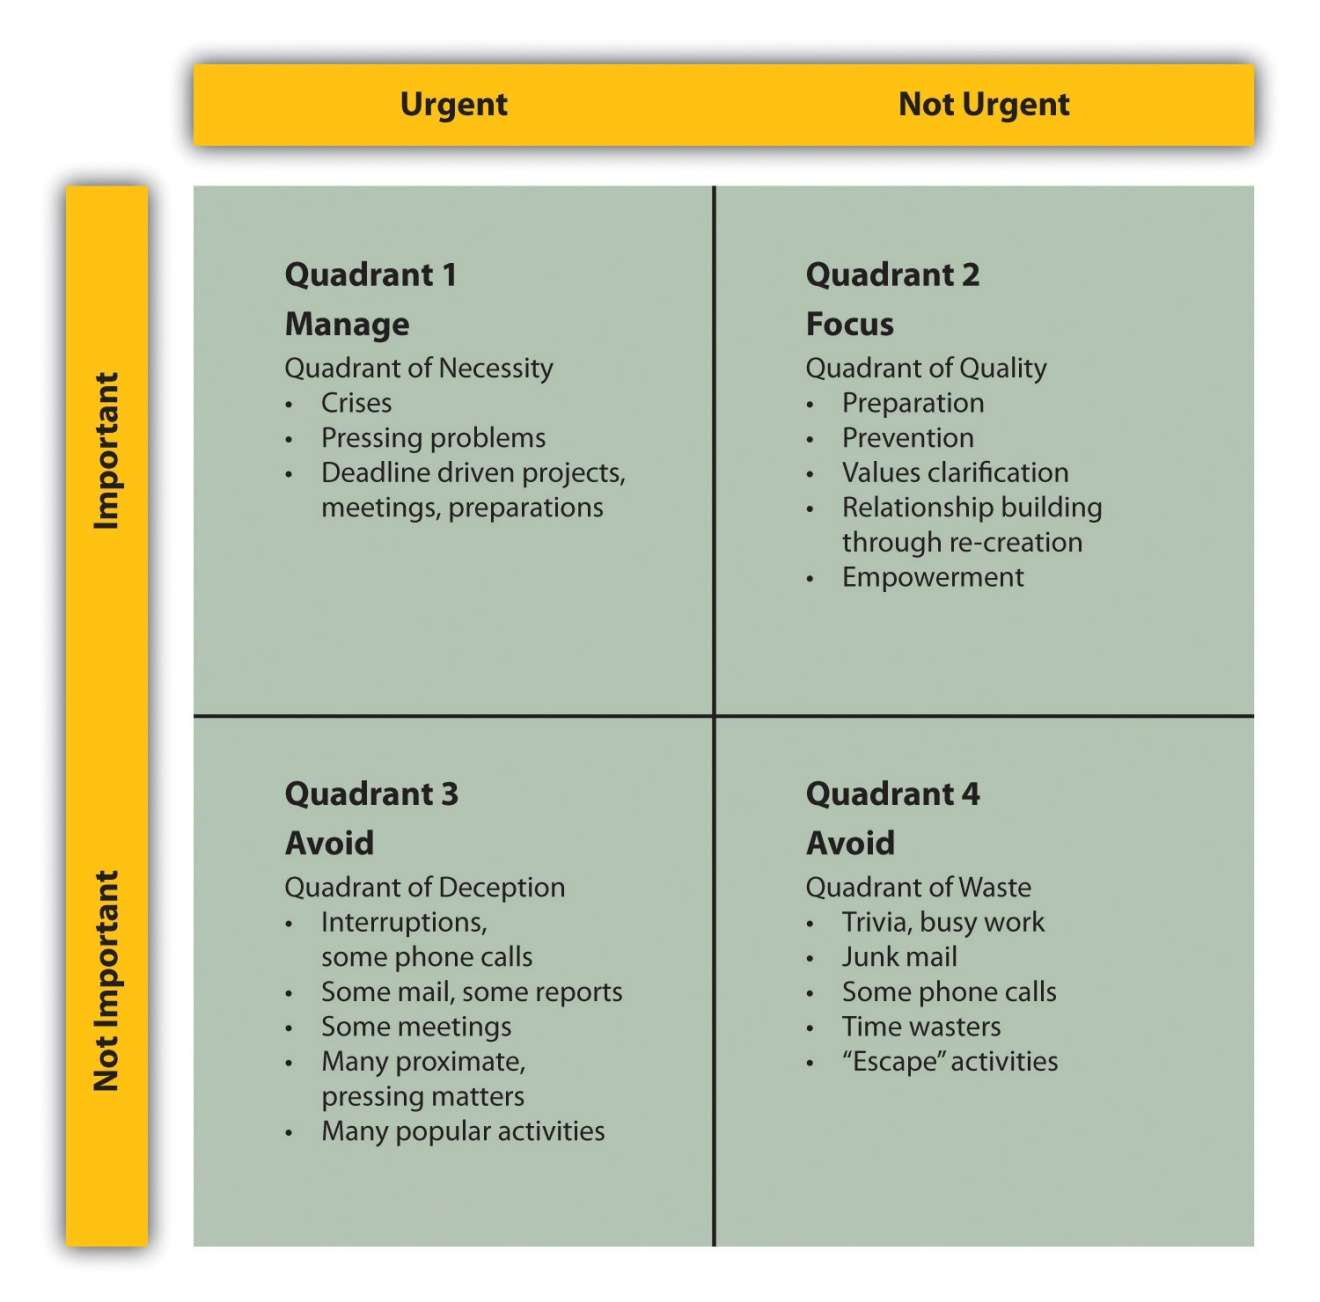 Urgent
Not Urgent
Important
Not Important
Quadrant 1
Manage
Quadrant of Necessity
• Crises
• Pressing problems
• Deadline driven projects,
meetings, preparations
Quadrant 2
Focus
Quadrant of Quality
• Preparation
• Prevention
• Values clarification
• Relationship building
through re-creation
• Empowerment
Quadrant 3
Avoid
Quadrant of Deception
• Interruptions,
some phone calls
• Some mail, some reports
• Some meetings
• Many proximate,
pressing matters
• Many popular activities
Quadrant 4
Avoid
Quadrant of Waste
• Trivia, busy work
• Junk mail
• Some phone calls
• Time wasters
• “Escape” activities